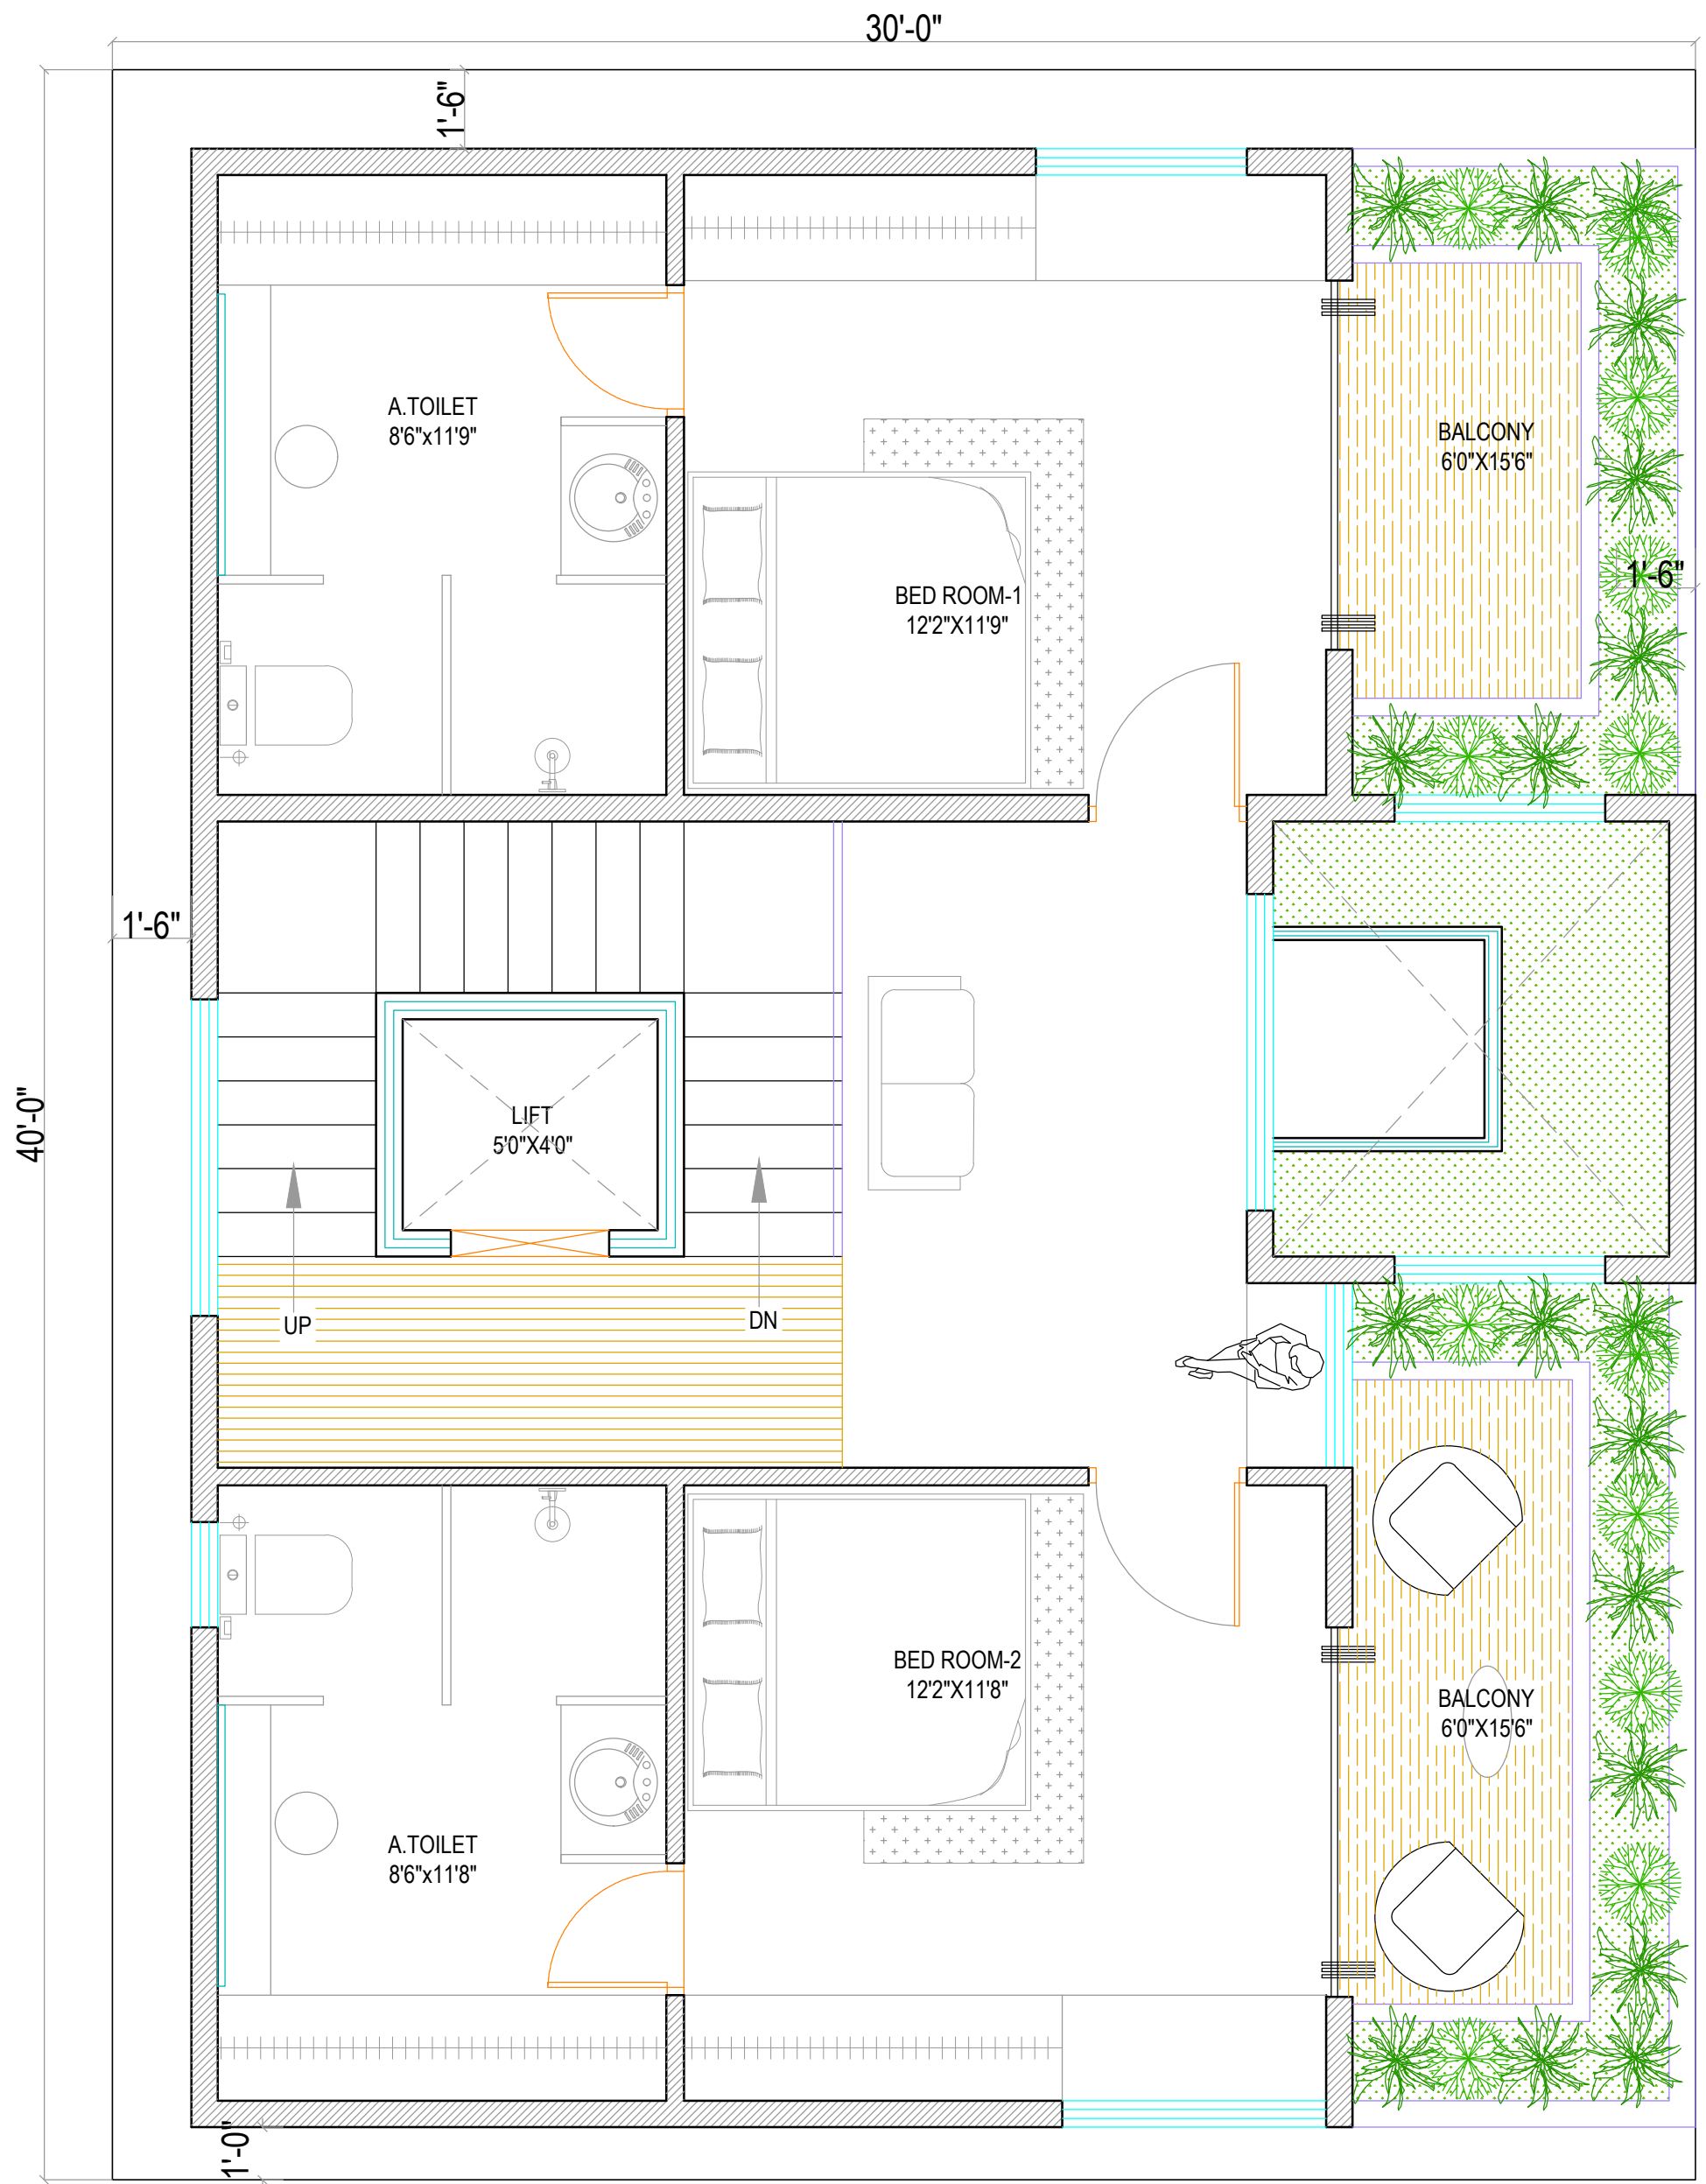 30'-0"
1'-6"
A.TOILET
8'6"x11'9"
BALCONY
6'0"X15'6"
BED ROOM-1
12'2"X11'9"
1'-6"
1'-6"
40'-0"
LIFT
5'0"X4'0"
UP
DN
BED ROOM-2
12'2"X11'8"
BALCONY
6'0"X15'6"
A.TOILET
8'6"x11'8"
1'-0"